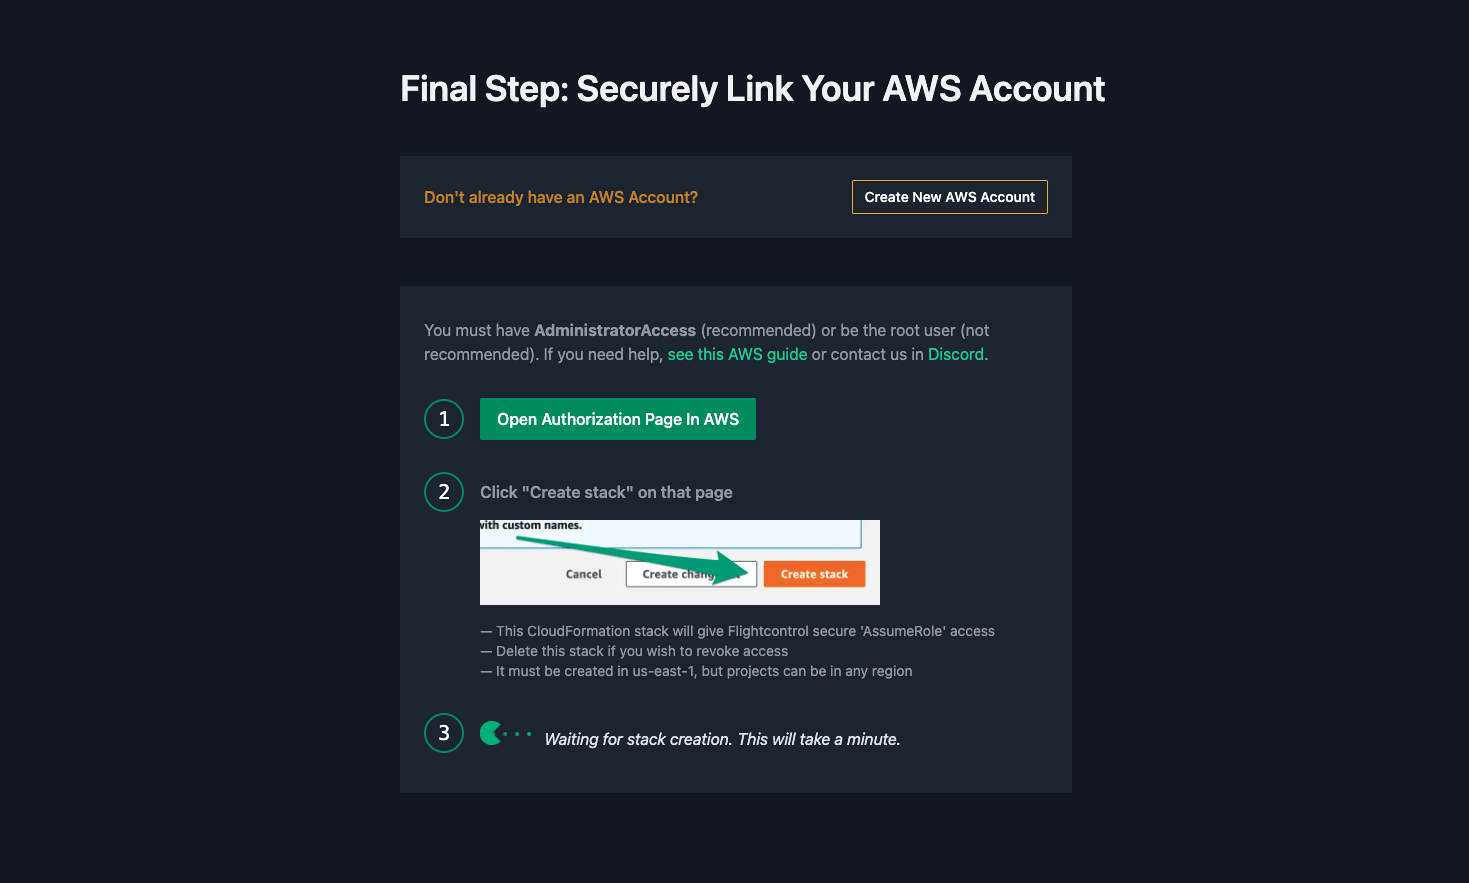 Final Step: Securely Link Your AWS Account
Don't already have an AWS Account?
Create New AWS Account
You must have AdministratorAccess (recommended) or be the root user (not
recommended). If you need help, see this AWS guide or contact us in Discord.
1
Open Authorization Page In AWS
2
Click "Create stack" on that page
with custom names.
Cancel
Create
Create stack
— This CloudFormation stack will give Flightcontrol secure 'AssumeRole' access
— Delete this stack if you wish to revoke access
— It must be created in us-east-1, but projects can be in any region
3
Waiting for stack creation. This will take a minute.